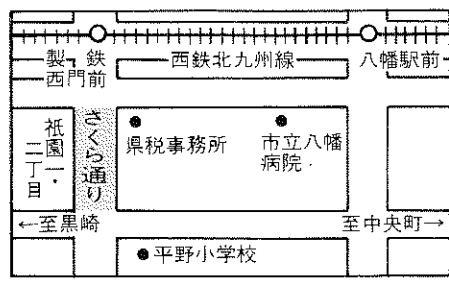 製鉄
西門前
西鉄北九州線
八幡駅前
祇園一・
二丁目
さくら通り
県税事務所
市立八幡
病院
←至黒崎
至中央町→
平野小学校